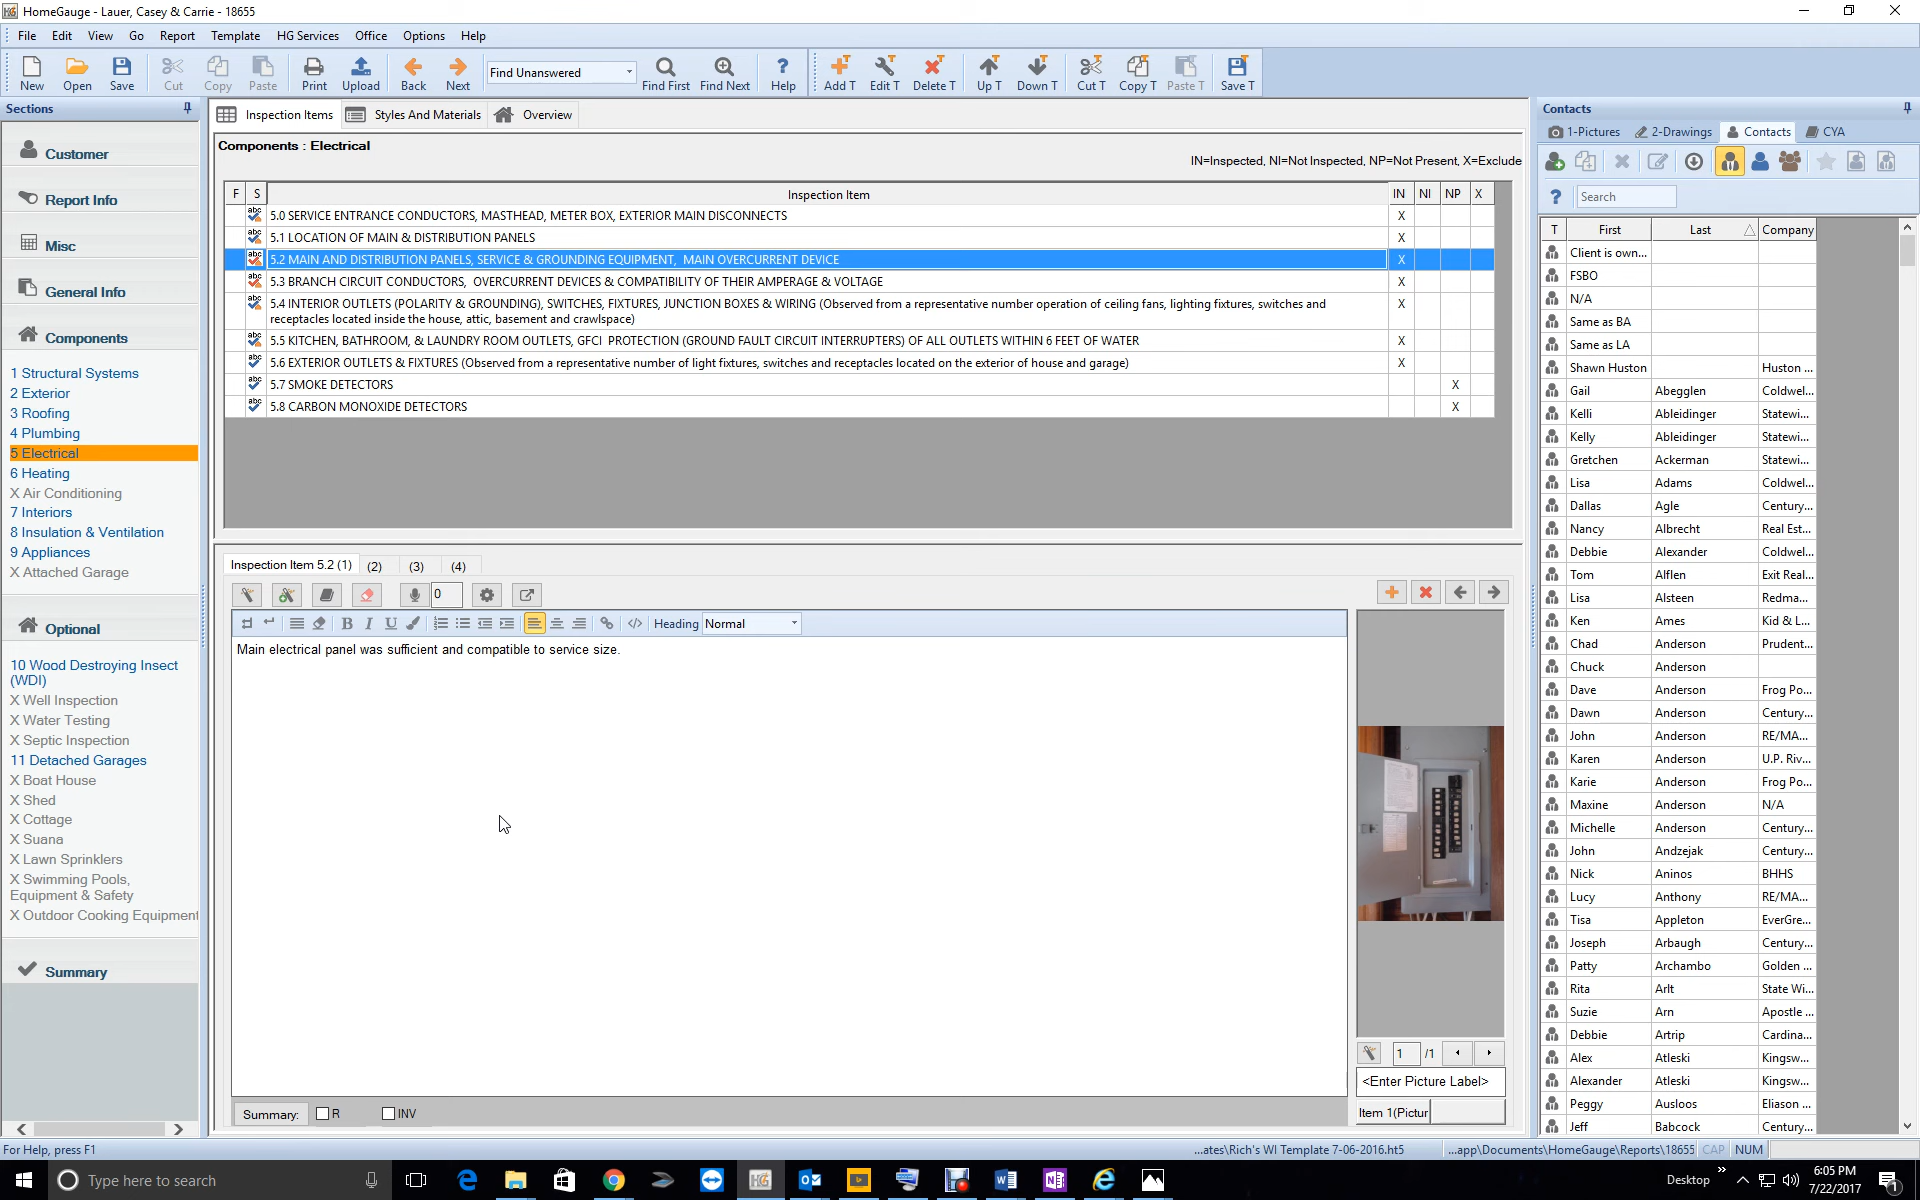 HomeGauge - Lauer, Casey & Carrie - 18655
File Edit View Go Report Template HG Services Office Options Help
New Open Save Cut Copy Paste Print Upload Back Next Find Unanswered Find First Find Next Help Add T Edit T Delete T Up T Down T Cut T Copy T Paste T Save T
Sections
Customer
Report Info
Misc
General Info
Components
1 Structural Systems
2 Exterior
3 Roofing
4 Plumbing
5 Electrical
6 Heating
X Air Conditioning
7 Interiors
8 Insulation & Ventilation
9 Appliances
X Attached Garage
Optional
10 Wood Destroying Insect
(WDI)
X Well Inspection
X Water Testing
X Septic Inspection
11 Detached Garages
X Boat House
X Shed
X Cottage
X Suana
X Lawn Sprinklers
X Swimming Pools,
Equipment & Safety
X Outdoor Cooking Equipment
Summary
Inspection Items Styles And Materials Overview
Components : Electrical
IN=Inspected, NI=Not Inspected, NP=Not Present, X=Exclude
F S Inspection Item IN NI NP X
abc 5.0 SERVICE ENTRANCE CONDUCTORS, MASTHEAD, METER BOX, EXTERIOR MAIN DISCONNECTS X
abc 5.1 LOCATION OF MAIN & DISTRIBUTION PANELS X
abc 5.2 MAIN AND DISTRIBUTION PANELS, SERVICE & GROUNDING EQUIPMENT, MAIN OVERCURRENT DEVICE X
abc 5.3 BRANCH CIRCUIT CONDUCTORS, OVERCURRENT DEVICES & COMPATIBILITY OF THEIR AMPERAGE & VOLTAGE X
abc 5.4 INTERIOR OUTLETS (POLARITY & GROUNDING), SWITCHES, FIXTURES, JUNCTION BOXES & WIRING (Observed from a representative number operation of ceiling fans, lighting fixtures, switches and X
receptacles located inside the house, attic, basement and crawlspace)
abc 5.5 KITCHEN, BATHROOM, & LAUNDRY ROOM OUTLETS, GFCI PROTECTION (GROUND FAULT CIRCUIT INTERRUPTERS) OF ALL OUTLETS WITHIN 6 FEET OF WATER X
abc 5.6 EXTERIOR OUTLETS & FIXTURES (Observed from a representative number of light fixtures, switches and receptacles located on the exterior of house and garage) X
abc 5.7 SMOKE DETECTORS X
abc 5.8 CARBON MONOXIDE DETECTORS X
Inspection Item 5.2 (1) (2) (3) (4)
0
B I U Heading Normal
Main electrical panel was sufficient and compatible to service size.
1 /1
<Enter Picture Label>
Item 1(Pictur
Summary: R INV
Contacts
1-Pictures 2-Drawings Contacts CYA
? Search
T First Last Company
Client is own...
FSBO
N/A
Same as BA
Same as LA
Shawn Huston Huston ...
Gail Abegglen Coldwel...
Kelli Ableidinger Statewi...
Kelly Ableidinger Statewi...
Gretchen Ackerman Statewi...
Lisa Adams Coldwel...
Dallas Agle Century...
Nancy Albrecht Real Est...
Debbie Alexander Coldwel...
Tom Alflen Exit Real...
Lisa Alsteen Redma...
Ken Ames Kid & L...
Chad Anderson Prudent...
Chuck Anderson
Dave Anderson Frog Po...
Dawn Anderson Century...
John Anderson RE/MA...
Karen Anderson U.P. Riv...
Karie Anderson Frog Po...
Maxine Anderson N/A
Michelle Anderson Century...
John Andzejak Century...
Nick Aninos BHHS
Lucy Anthony RE/MA...
Tisa Appleton EverGre...
Joseph Arbaugh Century...
Patty Archambo Golden ...
Rita Arlt State Wi...
Suzie Arn Apostle ...
Debbie Artrip Cardina...
Alex Atleski Kingsw...
Alexander Atleski Kingsw...
Peggy Ausloos Eliason ...
Jeff Babcock Century...
For Help, press F1 ...ates\Rich's WI Template 7-06-2016.ht5 ...app\Documents\HomeGauge\Reports\18655 CAP NUM
Type here to search Desktop 6:05 PM
7/22/2017